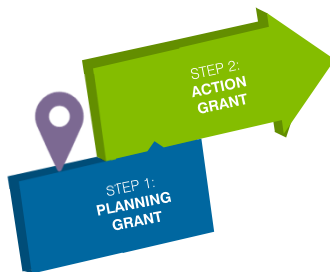 STEP 2:
ACTION
GRANT
STEP 1:
PLANNING
GRANT